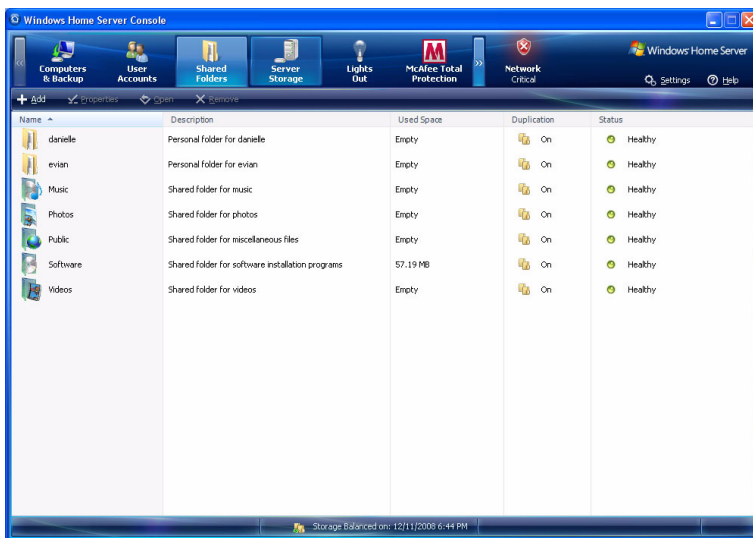 Windows Home Server Console
Computers & Backup
User Accounts
Shared Folders
Server Storage
Lights Out
McAfee Total Protection
Network Critical
Windows Home Server
Settings Help
Add Properties Open Remove
Name Description Used Space Duplication Status
danielle Personal folder for danielle Empty On Healthy
evian Personal folder for evian Empty On Healthy
Music Shared folder for music Empty On Healthy
Photos Shared folder for photos Empty On Healthy
Public Shared folder for miscellaneous files Empty On Healthy
Software Shared folder for software installation programs 57.19 MB On Healthy
Videos Shared folder for videos Empty On Healthy
Storage Balanced on: 12/11/2008 6:44 PM